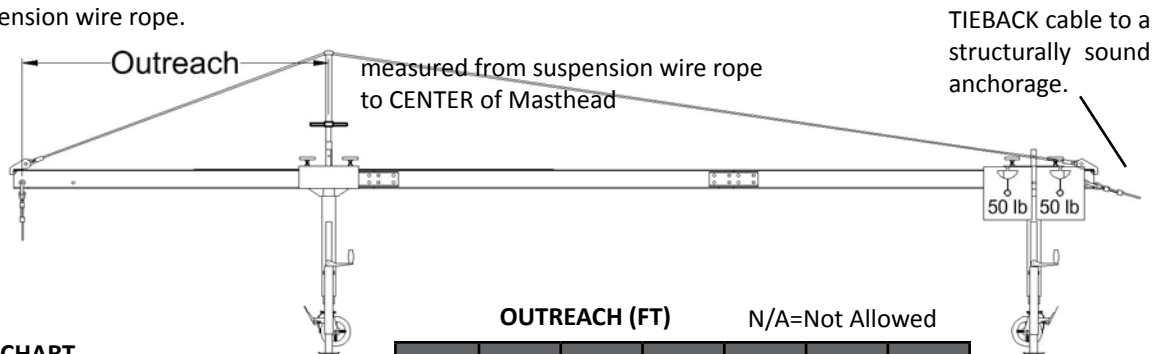 ension wire rope.
TIEBACK cable to a
structurally sound
anchorage.
Outreach
measured from suspension wire rope
to CENTER of Masthead
50 lb 50 lb
OUTREACH (FT) N/A=Not Allowed
CHART